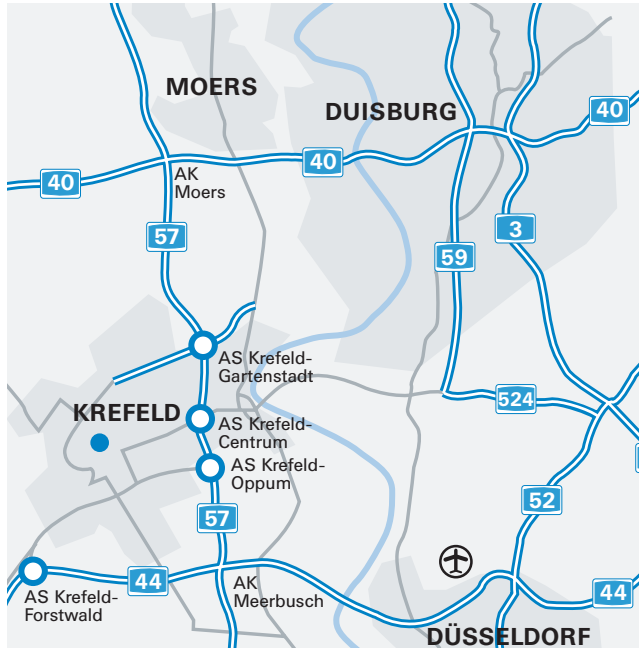 MOERS
DUISBURG
40
40
40
AK
Moers
57
59
3
AS Krefeld-
Gartenstadt
KREFELD
524
AS Krefeld-
Centrum
AS Krefeld-
Oppum
52
57
44
AK
Meerbusch
44
AS Krefeld-
Forstwald
DÜSSELDORF